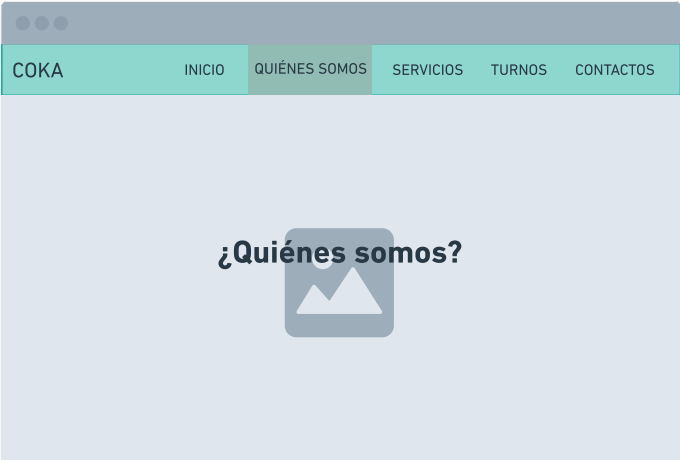 COKA INICIO QUIÉNES SOMOS SERVICIOS TURNOS CONTACTOS
¿Quiénes somos?